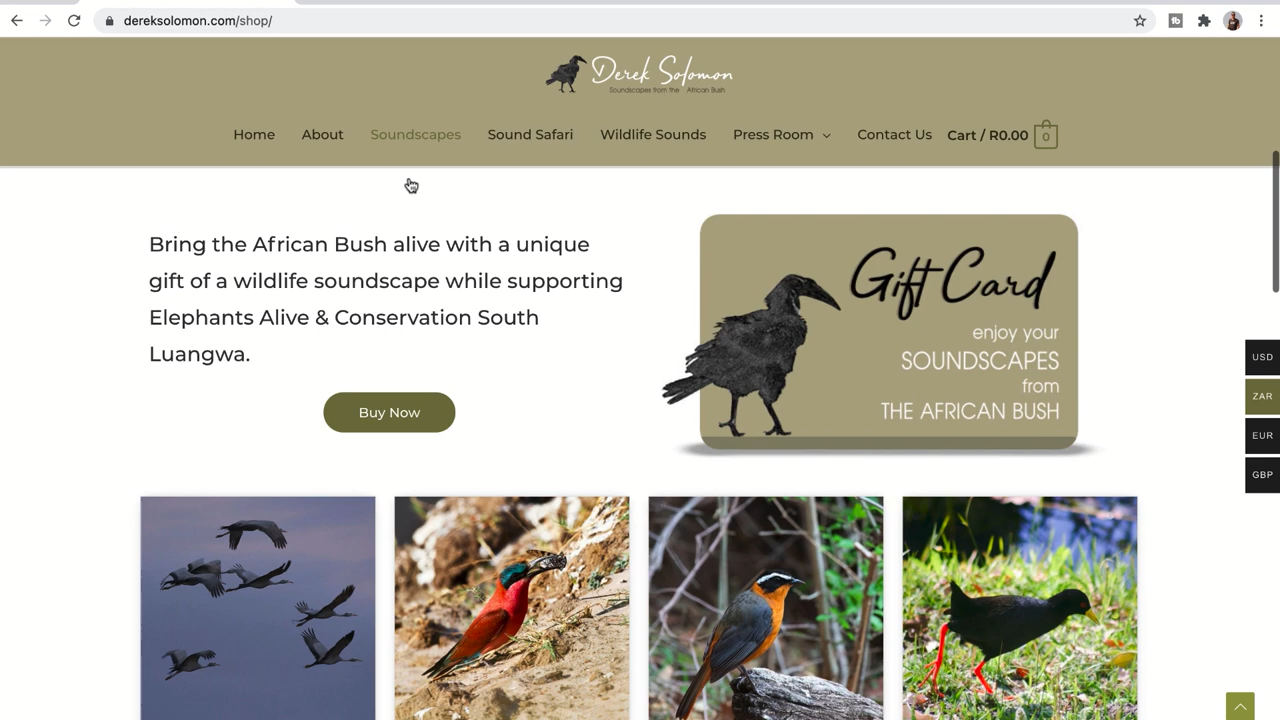 dereksolomon.com/shop/
Derek Solomon
Soundscapes from the African Bush
Home About Soundscapes Sound Safari Wildlife Sounds Press Room Contact Us Cart / R0.00 0
Bring the African Bush alive with a unique
gift of a wildlife soundscape while supporting
Elephants Alive & Conservation South
Luangwa.
Buy Now
Gift Card
enjoy your
SOUNDSCAPES
from
THE AFRICAN BUSH
USD
ZAR
EUR
GBP